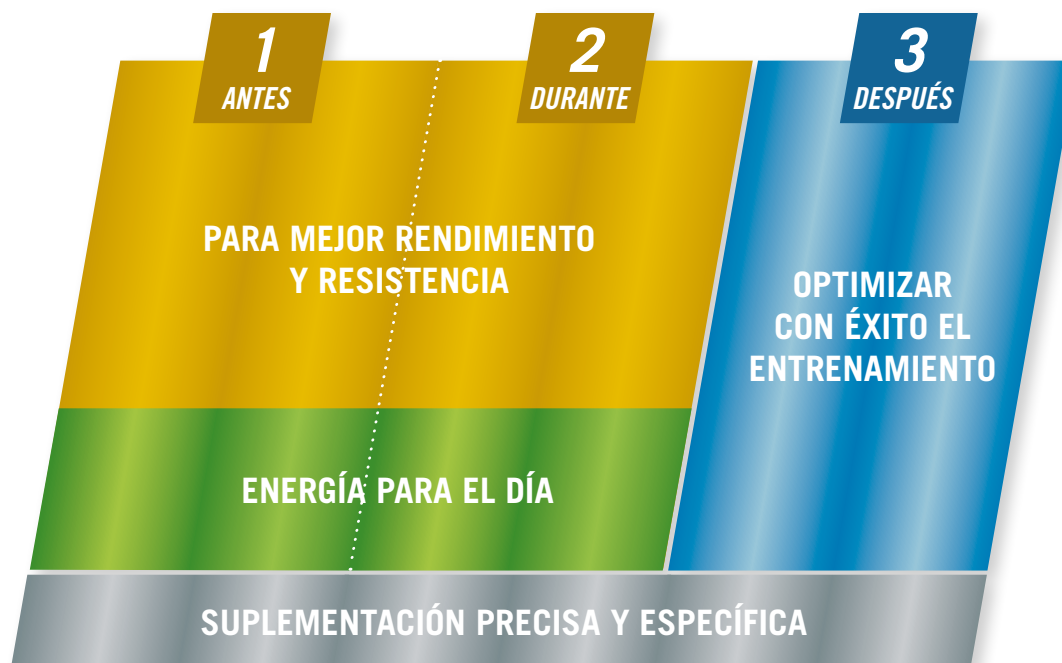 1
ANTES
2
DURANTE
3
DESPUÉS
PARA MEJOR RENDIMIENTO
Y RESISTENCIA
OPTIMIZAR
CON ÉXITO EL
ENTRENAMIENTO
ENERGÍA PARA EL DÍA
SUPLEMENTACIÓN PRECISA Y ESPECÍFICA